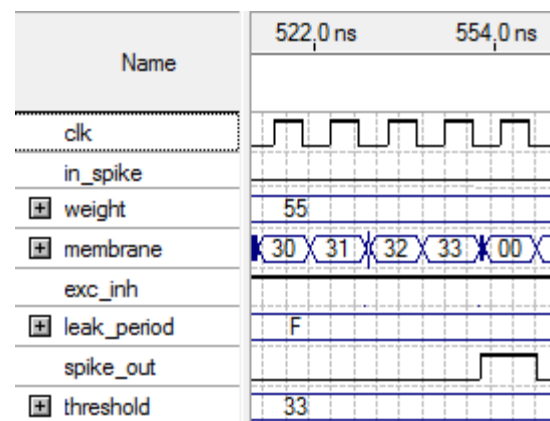 522.0 ns 554.0 ns
Name
clk
in_spike
weight 55
membrane 30 31 32 33 00
exc_inh
leak_period F
spike_out
threshold 33